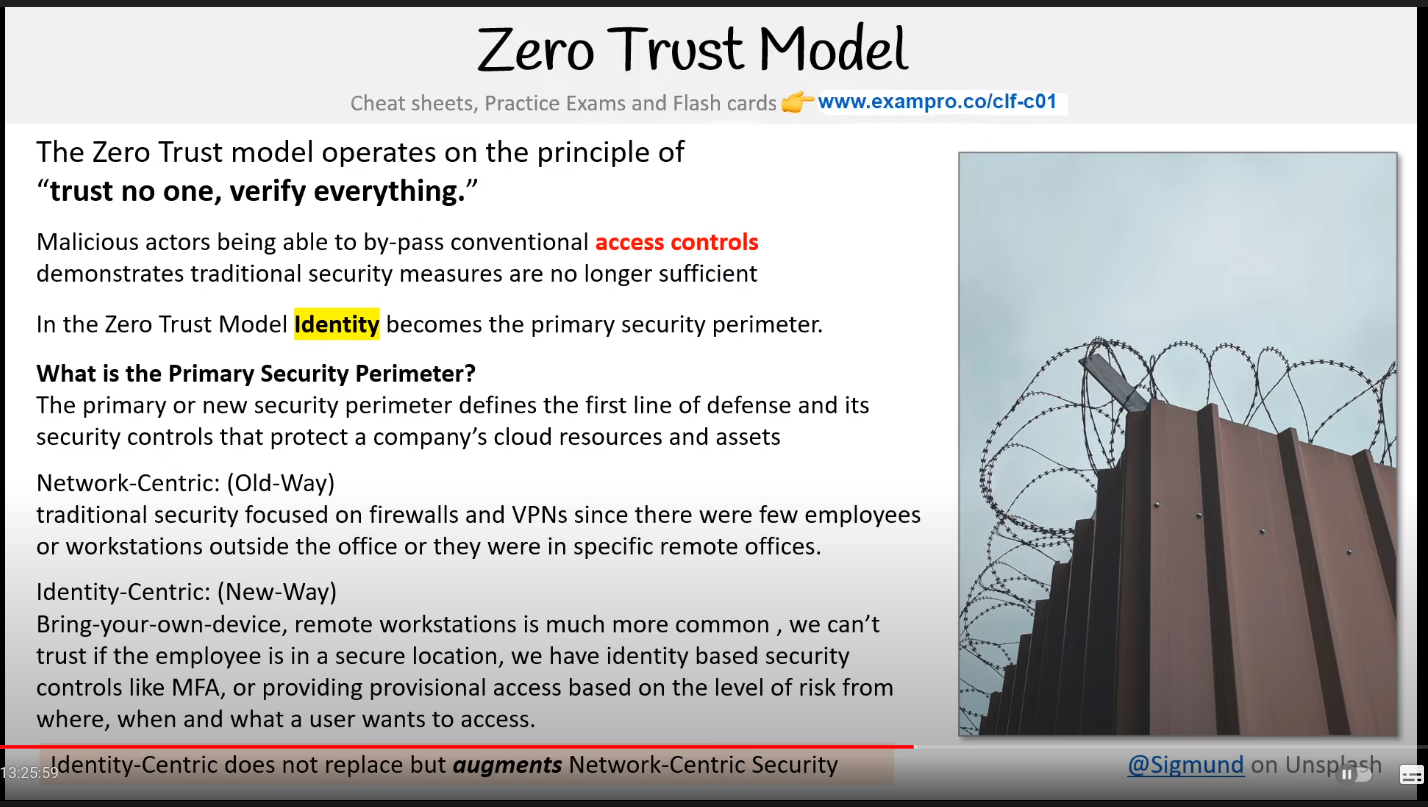 Zero Trust Model
Cheat sheets, Practice Exams and Flash cards 👉 www.exampro.co/clf-c01
The Zero Trust model operates on the principle of
“trust no one, verify everything.”
Malicious actors being able to by-pass conventional access controls
demonstrates traditional security measures are no longer sufficient
In the Zero Trust Model Identity becomes the primary security perimeter.
What is the Primary Security Perimeter?
The primary or new security perimeter defines the first line of defense and its
security controls that protect a company’s cloud resources and assets
Network-Centric: (Old-Way)
traditional security focused on firewalls and VPNs since there were few employees
or workstations outside the office or they were in specific remote offices.
Identity-Centric: (New-Way)
Bring-your-own-device, remote workstations is much more common , we can’t
trust if the employee is in a secure location, we have identity based security
controls like MFA, or providing provisional access based on the level of risk from
where, when and what a user wants to access.
Identity-Centric does not replace but augments Network-Centric Security
13:25:59
@Sigmund on Unsplash